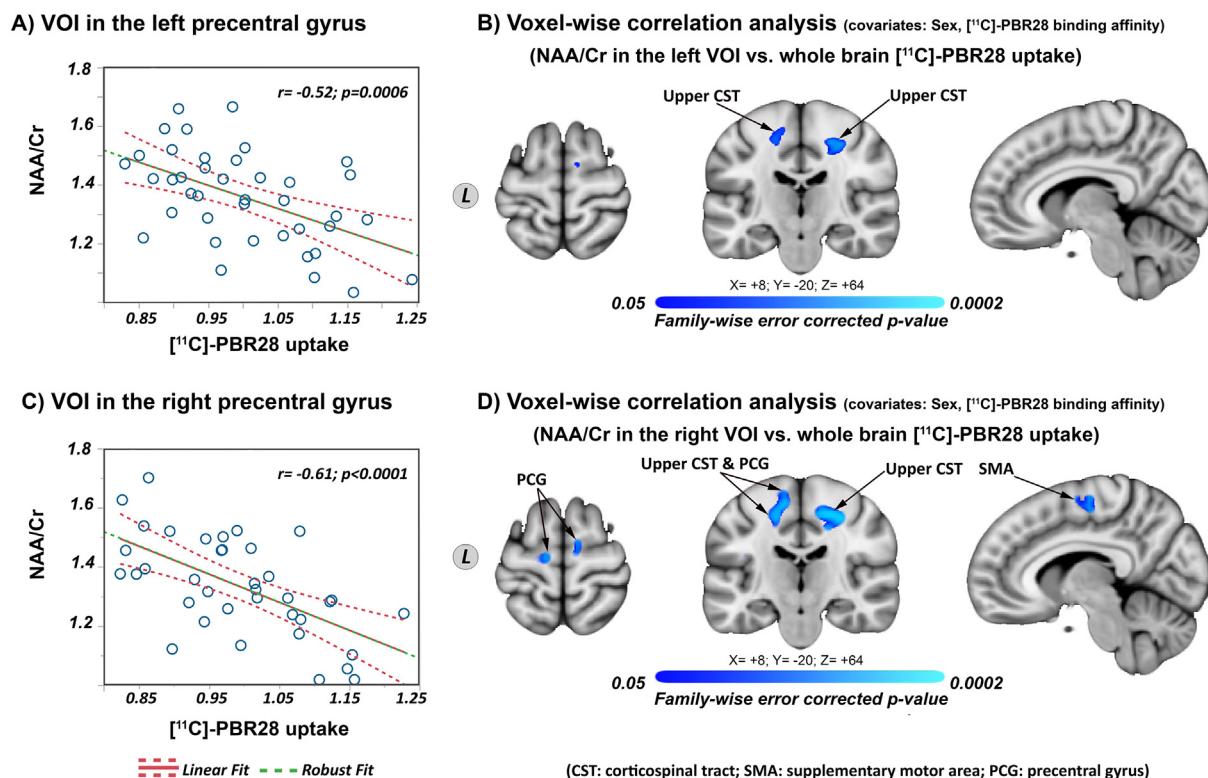 A) VOI in the left precentral gyrus
1.8
1.6
1.4
1.2
NAA/Cr
r= -0.52; p=0.0006
0.85 0.95 1.05 1.15 1.25
[¹¹C]-PBR28 uptake
B) Voxel-wise correlation analysis (covariates: Sex, [¹¹C]-PBR28 binding affinity)
(NAA/Cr in the left VOI vs. whole brain [¹¹C]-PBR28 uptake)
Upper CST
Upper CST
L
X= +8; Y= -20; Z= +64
0.05 0.0002
Family-wise error corrected p-value
C) VOI in the right precentral gyrus
1.8
1.6
1.4
1.2
NAA/Cr
r= -0.61; p<0.0001
0.85 0.95 1.05 1.15 1.25
[¹¹C]-PBR28 uptake
Linear Fit Robust Fit
D) Voxel-wise correlation analysis (covariates: Sex, [¹¹C]-PBR28 binding affinity)
(NAA/Cr in the right VOI vs. whole brain [¹¹C]-PBR28 uptake)
PCG
Upper CST & PCG
Upper CST
SMA
L
X= +8; Y= -20; Z= +64
0.05 0.0002
Family-wise error corrected p-value
(CST: corticospinal tract; SMA: supplementary motor area; PCG: precentral gyrus)